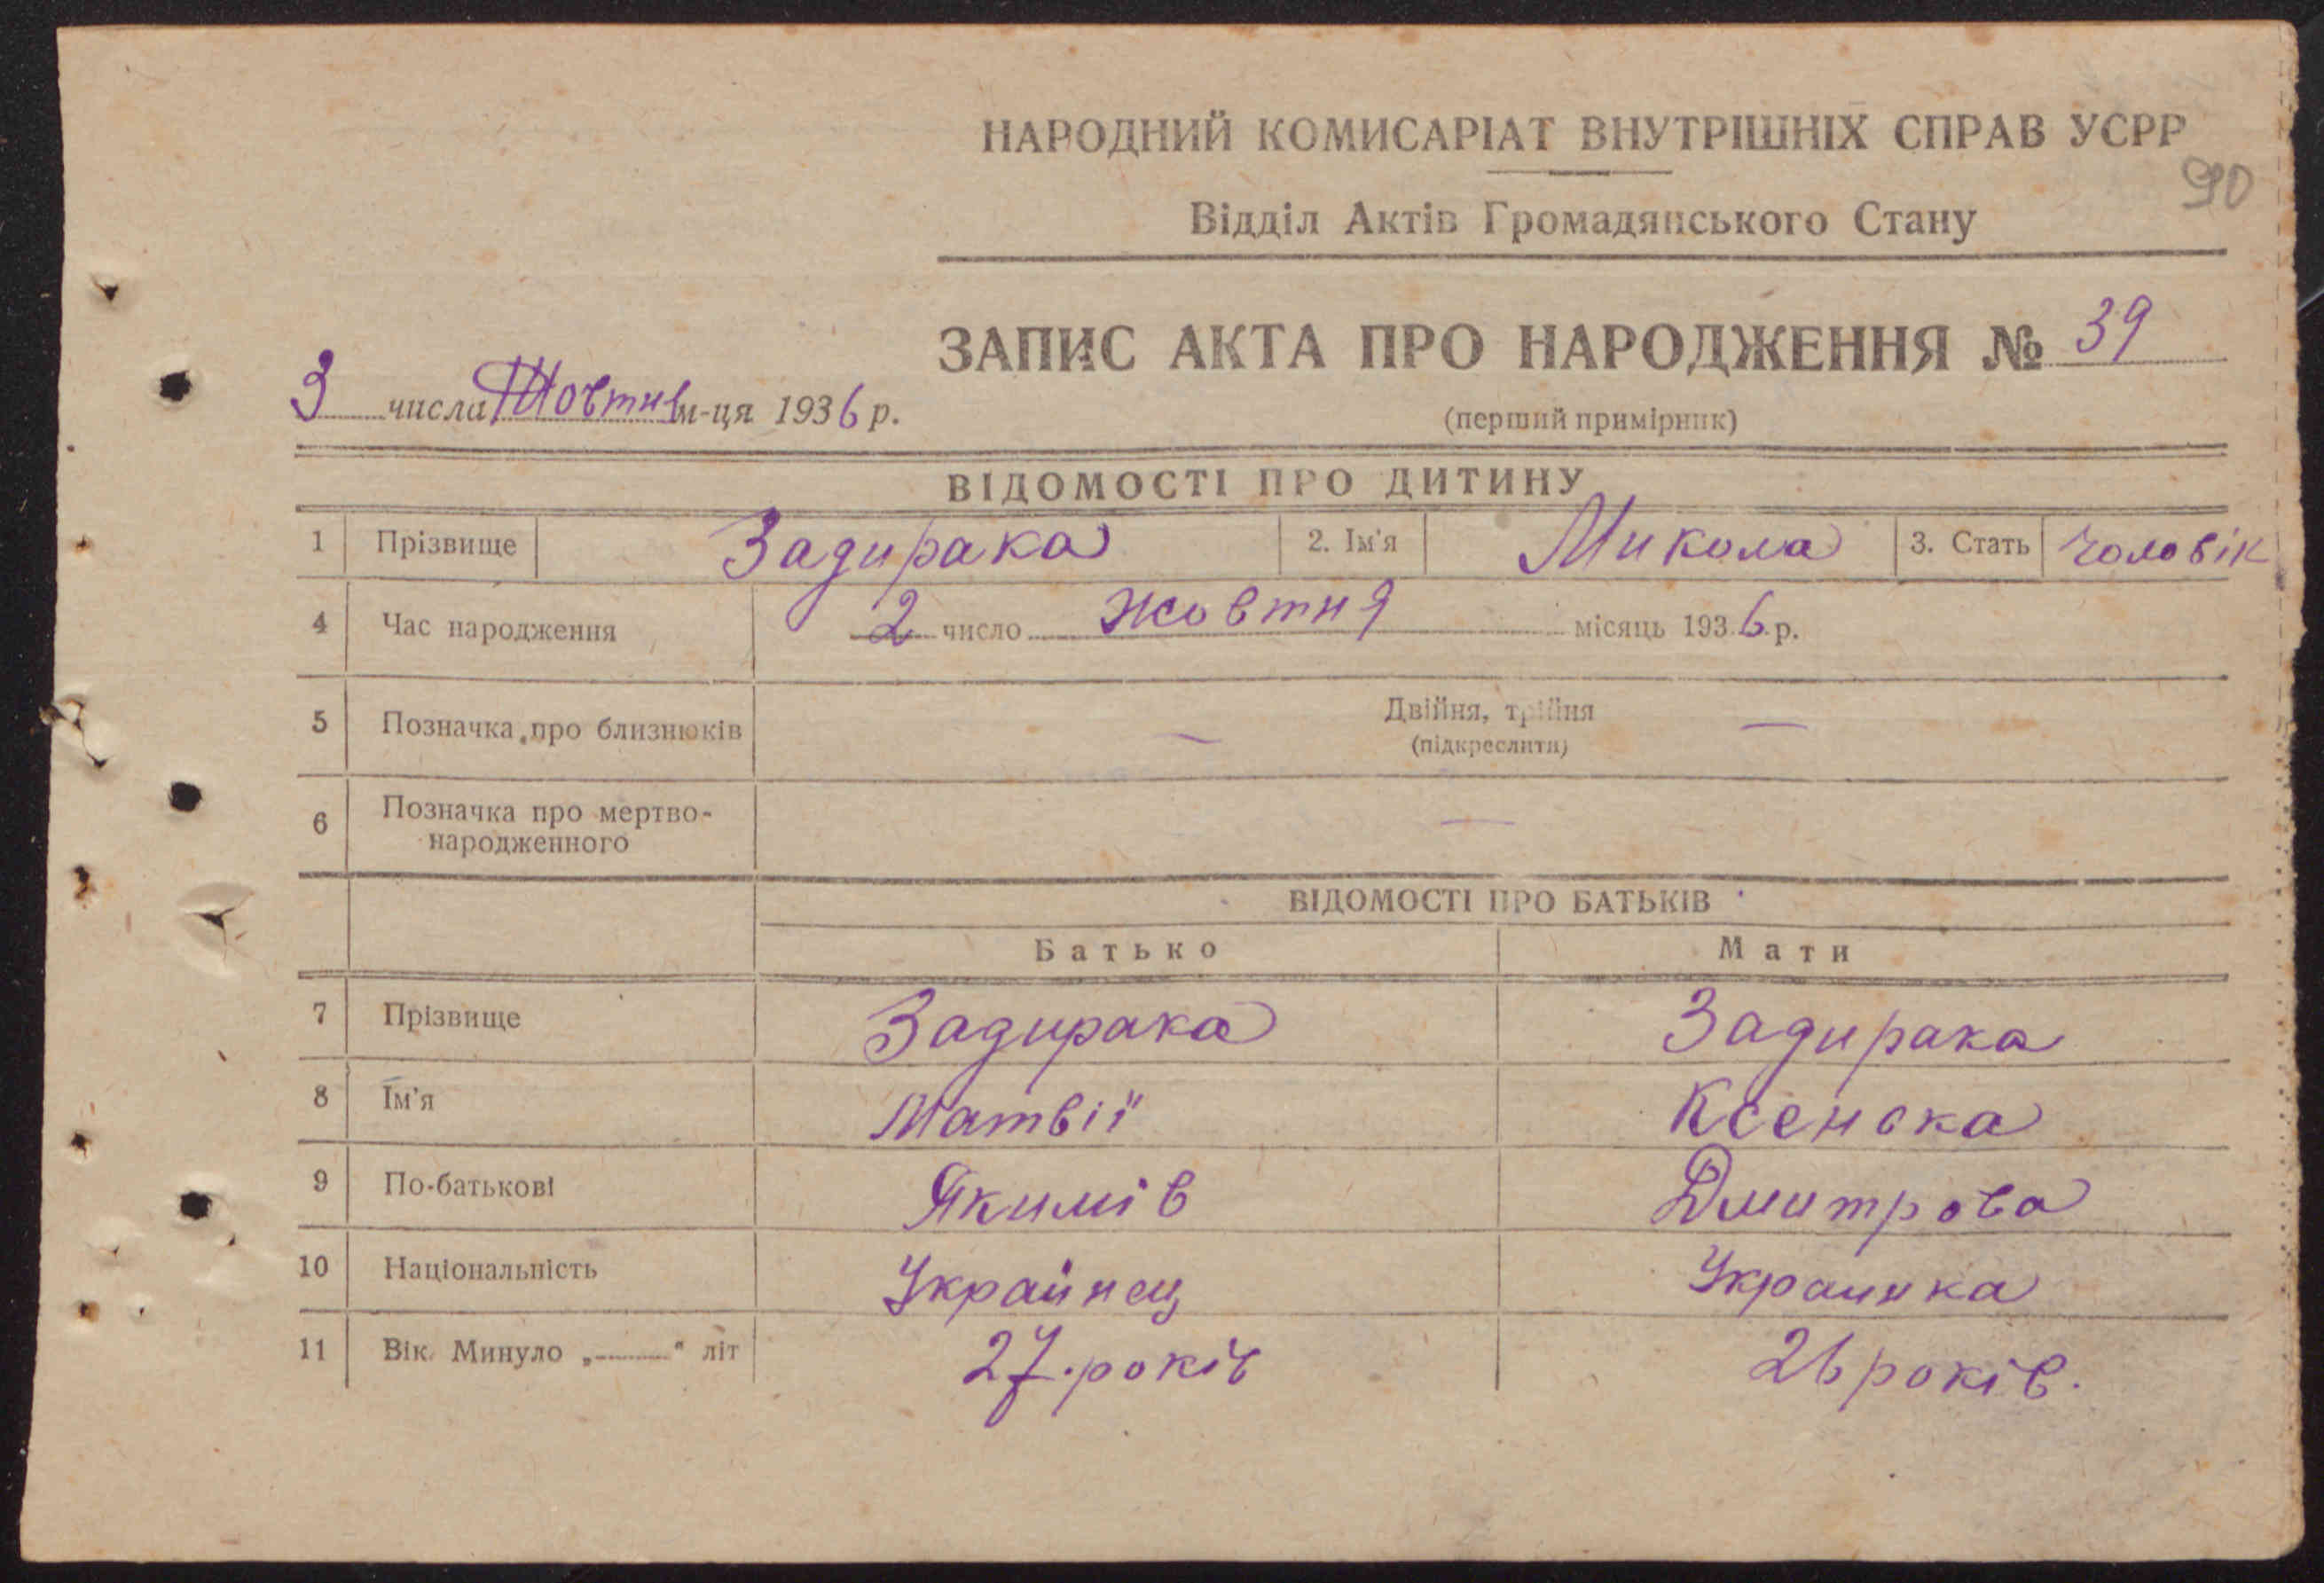 НАРОДНИЙ КОМИСАРІАТ ВНУТРІШНІХ СПРАВ УСРР
90
Відділ Актів Громадянського Стану
ЗАПИС АКТА ПРО НАРОДЖЕННЯ № 39
3 числа Жовтня м-ця 1936 р.
(перший примірник)
ВІДОМОСТІ ПРО ДИТИНУ
1 Прізвище Задирака 2. Ім'я Микола 3. Стать Чоловік
4 Час народження 2 число Жовтня місяць 1936 р.
5 Позначка про близнюків — Двійня, трійня —
(підкреслити)
6 Позначка про мертво-
народженного —
ВІДОМОСТІ ПРО БАТЬКІВ
Батько Мати
7 Прізвище Задирака Задирака
8 Ім'я Матвій Ксенька
9 По-батькові Якимів Дмитрова
10 Національність Украйнец Украинка
11 Вік. Минуло „——" літ 27. років 26 років.